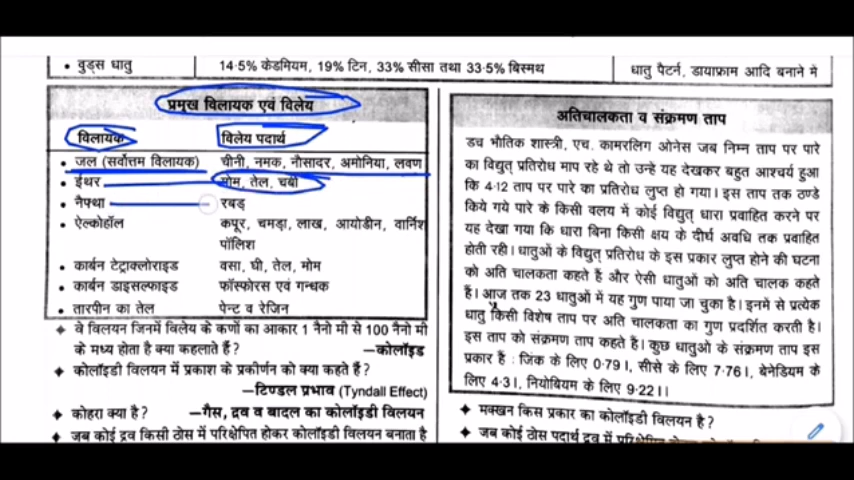 • वुड्स धातु 14·5% केडमियम, 19% टिन, 33% सीसा तथा 33·5% बिस्मथ
प्रमुख विलायक एवं विलेय
विलायक विलेय पदार्थ
• जल (सर्वोत्तम विलायक) चीनी, नमक, नौसादर, अमोनिया, लवण
• ईथर मोम, तेल, चर्बी
• नैफ्था रबड़
• ऐल्कोहॉल कपूर, चमड़ा, लाख, आयोडीन, वार्निश
पॉलिश
• कार्बन टेट्राक्लोराइड वसा, घी, तेल, मोम
• कार्बन डाइसल्फाइड फॉस्फोरस एवं गन्धक
• तारपीन का तेल पेन्ट व रेजिन
वे विलयन जिनमें विलेय के कणों का आकार 1 नैनो मी से 100 नैनो मी
के मध्य होता है क्या कहलाते हैं? –कोलॉइड
कोलॉइडी विलयन में प्रकाश के प्रकीर्णन को क्या कहते हैं?
–टिण्डल प्रभाव (Tyndall Effect)
कोहरा क्या है? –गैस, द्रव व बादल का कोलॉइडी विलयन
जब कोई द्रव किसी ठोस में परिक्षेपित होकर कोलॉइडी विलयन बनाता है
धातु पैटर्न, डायाफ्राम आदि बनाने में
अतिचालकता व संक्रमण ताप
डच भौतिक शास्त्री, एच. कामरलिग ओनेस जब निम्न ताप पर पारे
का विद्युत प्रतिरोध माप रहे थे तो उन्हे यह देखकर बहुत आश्चर्य हुआ
कि 4·12 ताप पर पारे का प्रतिरोध लुप्त हो गया। इस ताप तक ठण्डे
किये गये पारे के किसी वलय में कोई विद्युत धारा प्रवाहित करने पर
यह देखा गया कि धारा बिना किसी क्षय के दीर्घ अवधि तक प्रवाहित
होती रही। धातुओं के विद्युत प्रतिरोध के इस प्रकार लुप्त होने की घटना
को अति चालकता कहते हैं और ऐसी धातुओं को अति चालक कहते
हैं। आज तक 23 धातुओं में यह गुण पाया जा चुका है। इनमें से प्रत्येक
धातु किसी विशेष ताप पर अति चालकता का गुण प्रदर्शित करती है।
इस ताप को संक्रमण ताप कहते है। कुछ धातुओ के संक्रमण ताप इस
प्रकार हैं : जिंक के लिए 0·79।, सीसे के लिए 7·76।, बेनेडियम के
लिए 4·3।, नियोबियम के लिए 9·22।।
मक्खन किस प्रकार का कोलॉइडी विलयन है?
जब कोई ठोस पदार्थ द्रव में